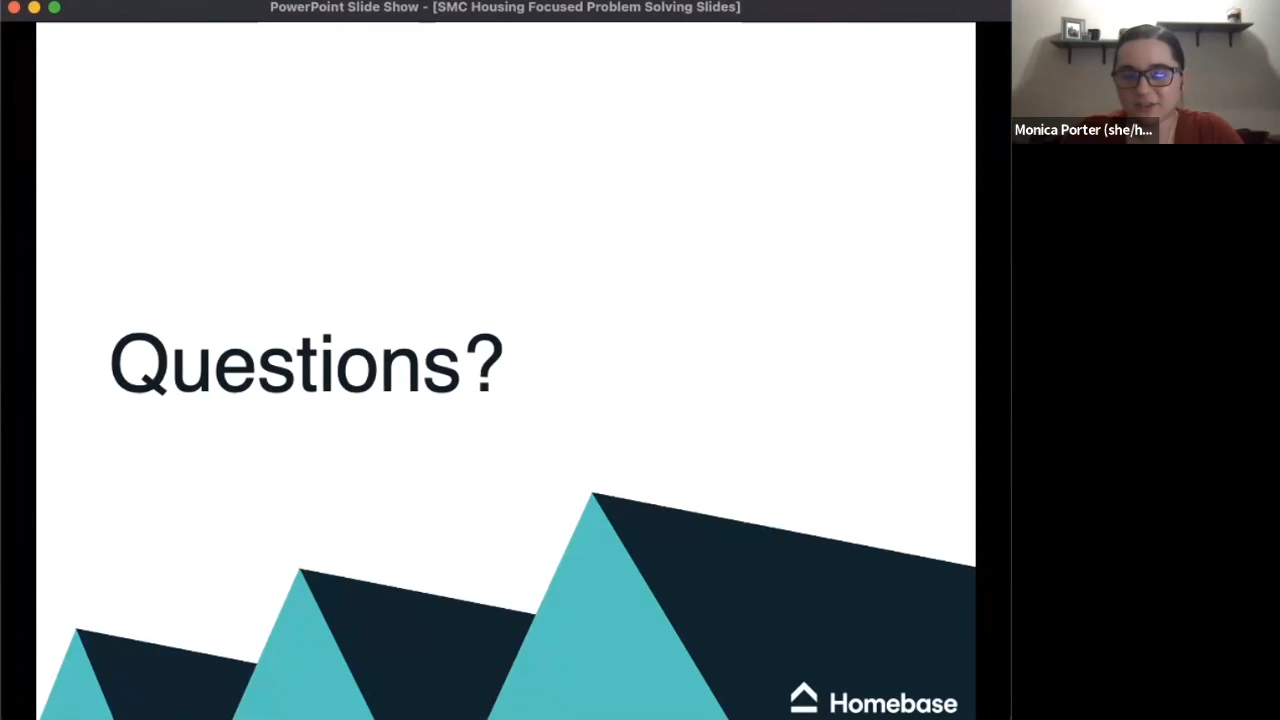 PowerPoint Slide Show - [SMC Housing Focused Problem Solving Slides]
Monica Porter (she/h...
Questions?
Homebase